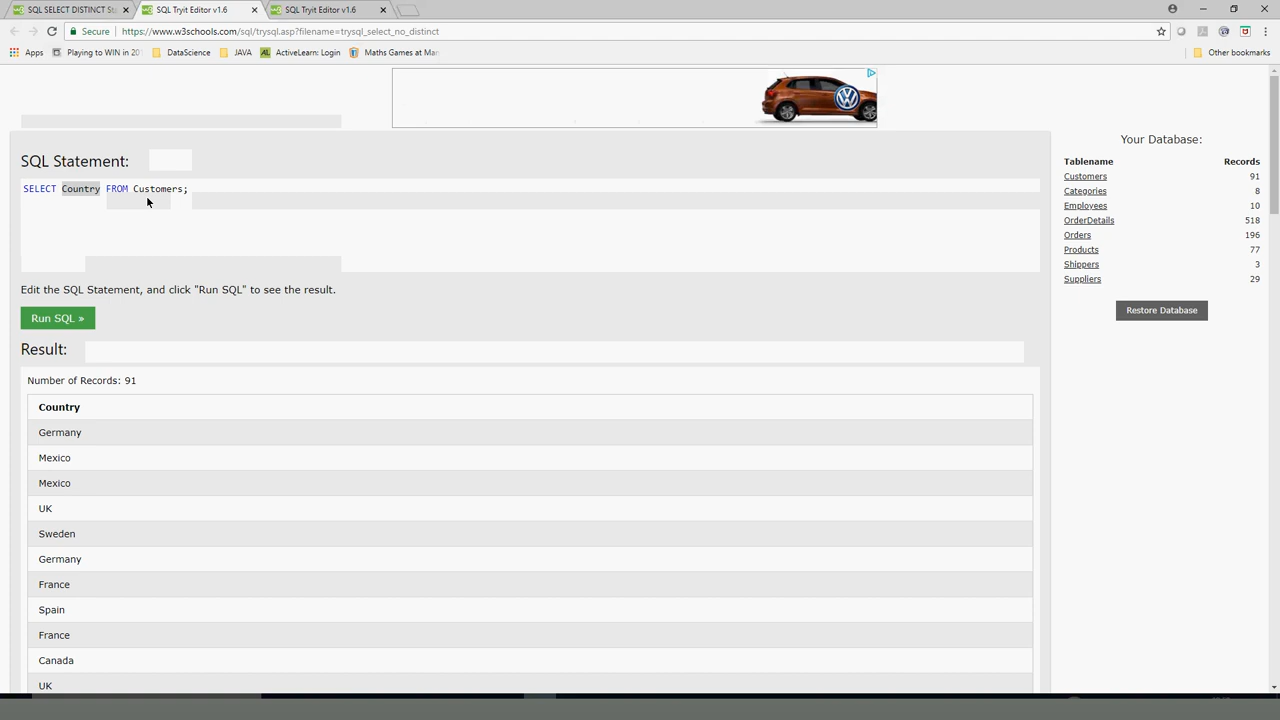 SQL SELECT DISTINCT St
SQL Tryit Editor v1.6
SQL Tryit Editor v1.6
Secure
https://www.w3schools.com/sql/trysql.asp?filename=trysql_select_no_distinct
Apps
Playing to WIN in 20
DataScience
JAVA
ActiveLearn: Login
Maths Games at Ma
Other bookmarks
SQL Statement:
SELECT Country FROM Customers;
Edit the SQL Statement, and click "Run SQL" to see the result.
Run SQL »
Result:
Number of Records: 91
Country
Germany
Mexico
Mexico
UK
Sweden
Germany
France
Spain
France
Canada
UK
Your Database:
Tablename Records
Customers 91
Categories 8
Employees 10
OrderDetails 518
Orders 196
Products 77
Shippers 3
Suppliers 29
Restore Database